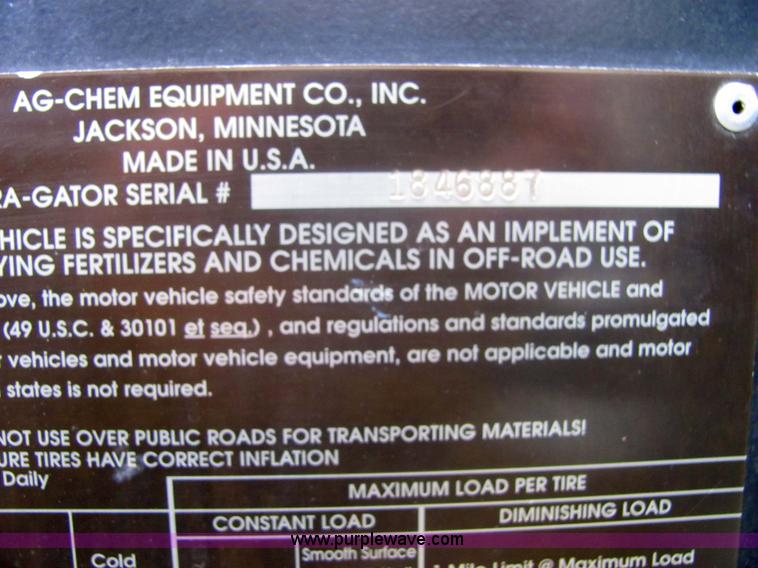 AG-CHEM EQUIPMENT CO., INC.
JACKSON, MINNESOTA
MADE IN U.S.A.
RA-GATOR SERIAL # 1846887
HICLE IS SPECIFICALLY DESIGNED AS AN IMPLEMENT OF
YING FERTILIZERS AND CHEMICALS IN OFF-ROAD USE.
ove, the motor vehicle safety standards of the MOTOR VEHICLE and
(49 U.S.C. & 30101 et seq.) , and regulations and standards promulgated
vehicles and motor vehicle equipment, are not applicable and motor
states is not required.
NOT USE OVER PUBLIC ROADS FOR TRANSPORTING MATERIALS!
URE TIRES HAVE CORRECT INFLATION
Daily
MAXIMUM LOAD PER TIRE
CONSTANT LOAD DIMINISHING LOAD
www.purplewave.com
Cold Smooth Surface 1 Mile Limit @ Maximum Load